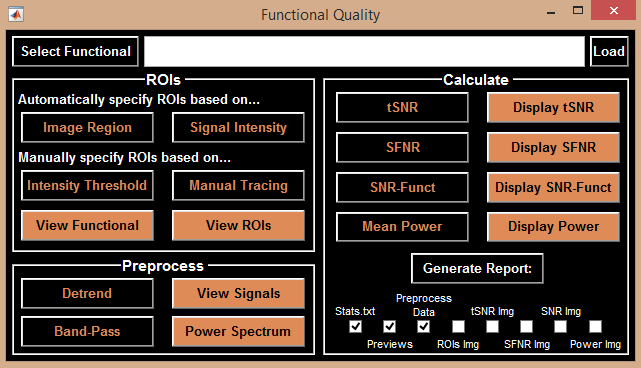 Functional Quality
Select Functional
Load
ROIs
Automatically specify ROIs based on...
Image Region
Signal Intensity
Manually specify ROIs based on...
Intensity Threshold
Manual Tracing
View Functional
View ROIs
Preprocess
Detrend
View Signals
Band-Pass
Power Spectrum
Calculate
tSNR
Display tSNR
SFNR
Display SFNR
SNR-Funct
Display SNR-Funct
Mean Power
Display Power
Generate Report:
Stats.txt
Previews
Preprocess
Data
ROIs Img
tSNR Img
SFNR Img
SNR Img
Power Img